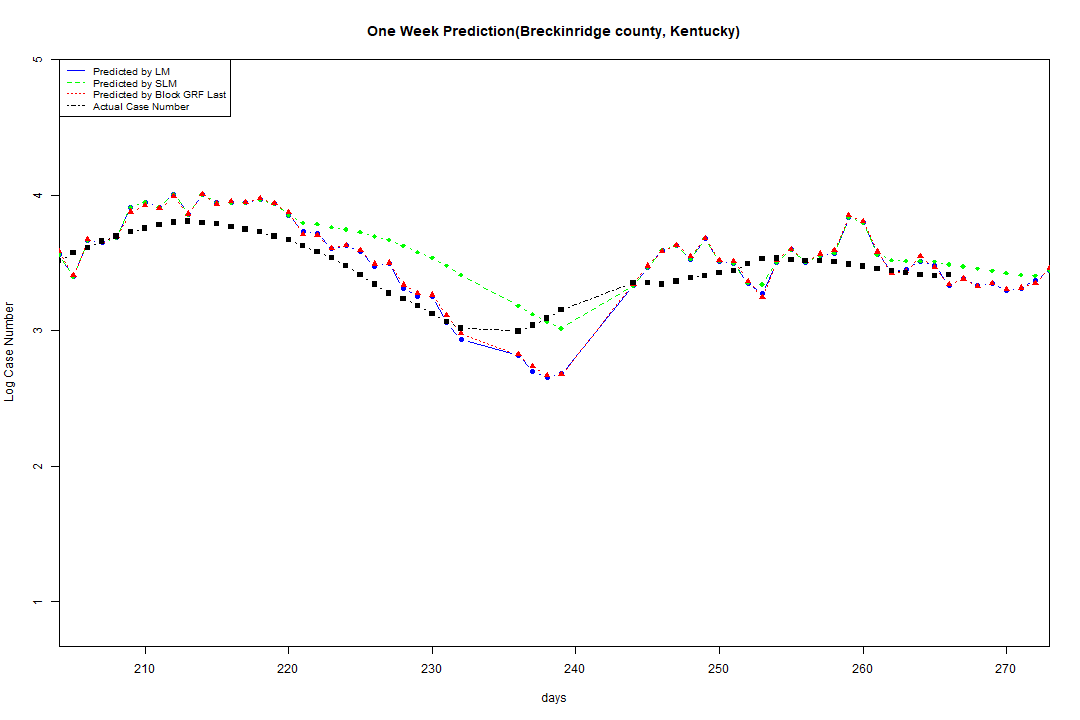 One Week Prediction(Breckinridge county, Kentucky)
Predicted by LM
Predicted by SLM
Predicted by Block GRF Last
Actual Case Number
5
4
3
2
1
Log Case Number
210 220 230 240 250 260 270
days